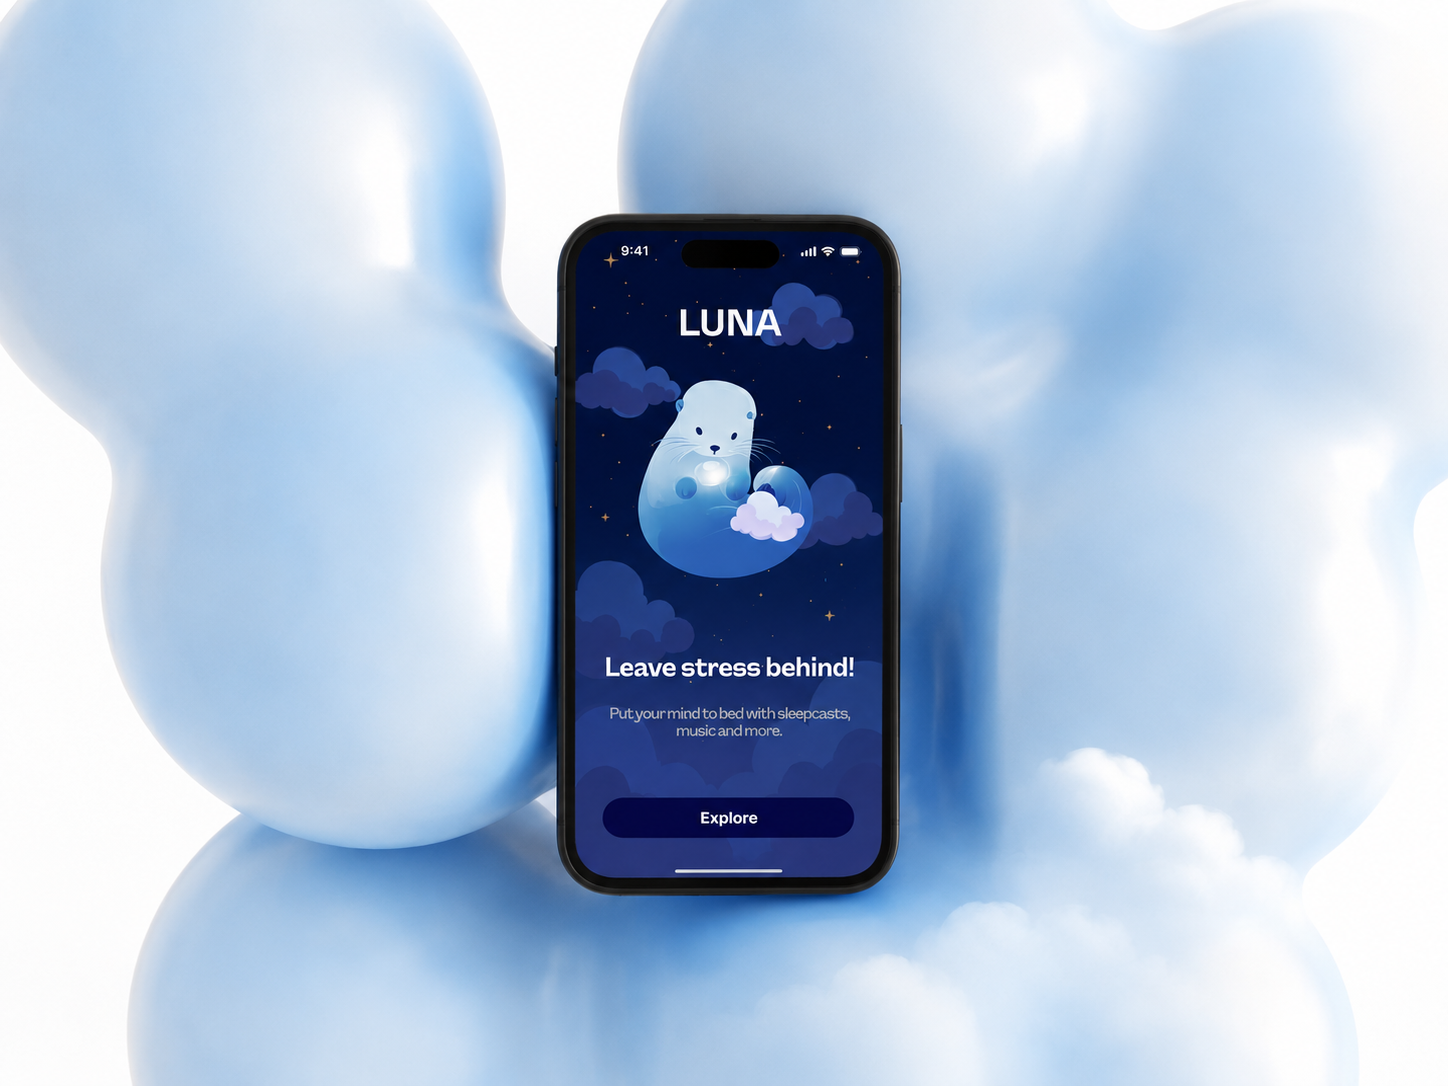 9:41
LUNA
Leave stress behind!
Put your mind to bed with sleepcasts,
music and more.
Explore